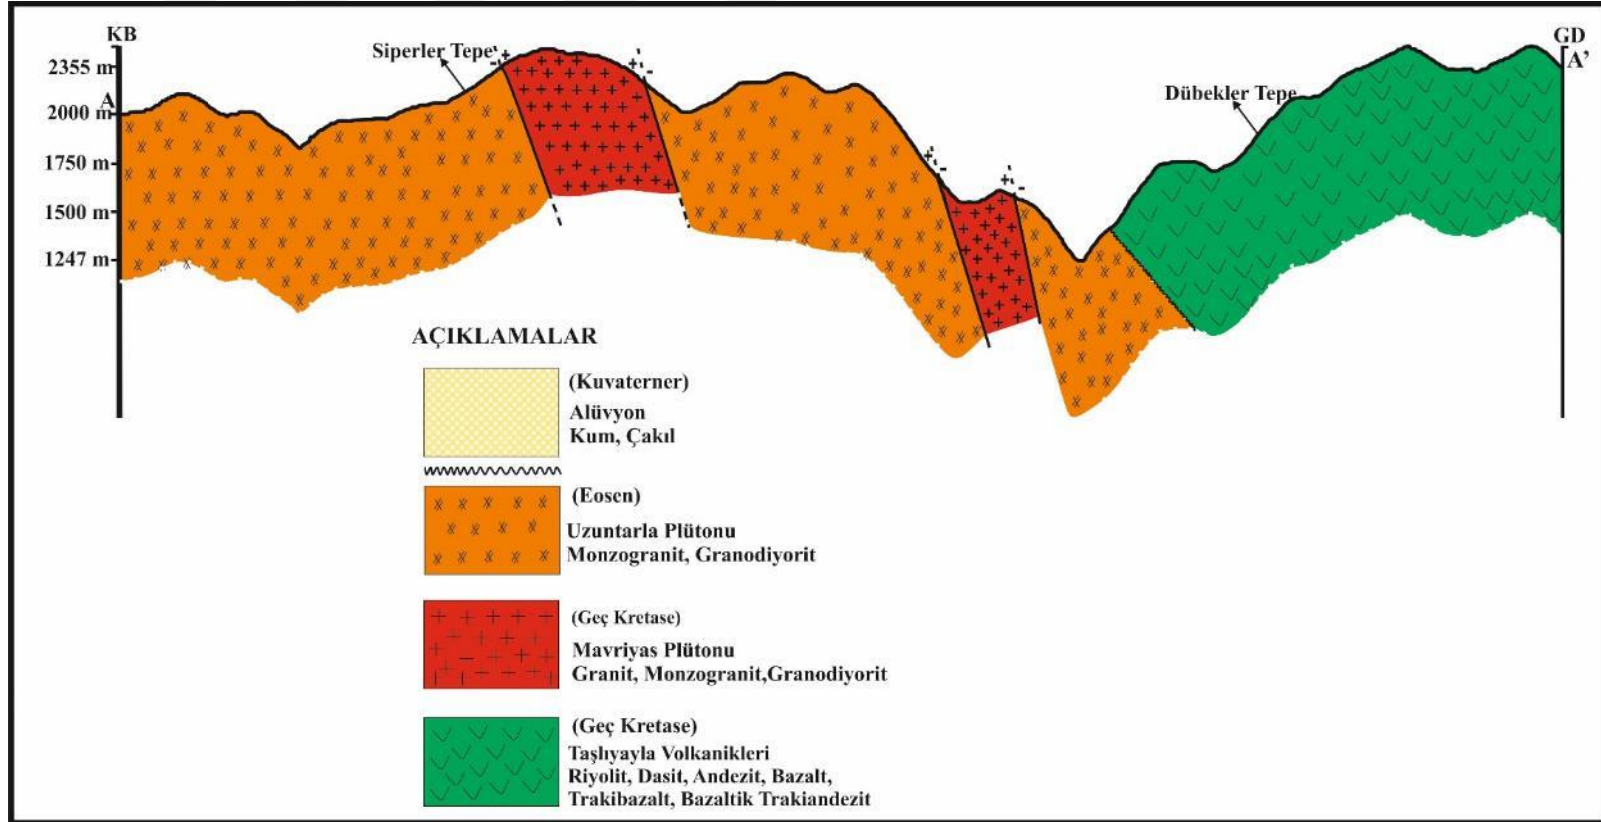 KB
GD
Siperler Tepe
2355 m
A'
A
Dübekler Tepe
2000 m
1750 m
1500 m
1247 m
AÇIKLAMALAR
(Kuvaterner)
Alüvyon
Kum, Çakıl
(Eosen)
Uzuntarla Plütonu
Monzogranit, Granodiyorit
(Geç Kretase)
Mavriyas Plütonu
Granit, Monzogranit,Granodiyorit
(Geç Kretase)
Taşlıyayla Volkanikleri
Riyolit, Dasit, Andezit, Bazalt,
Trakibazalt, Bazaltik Trakiandezit